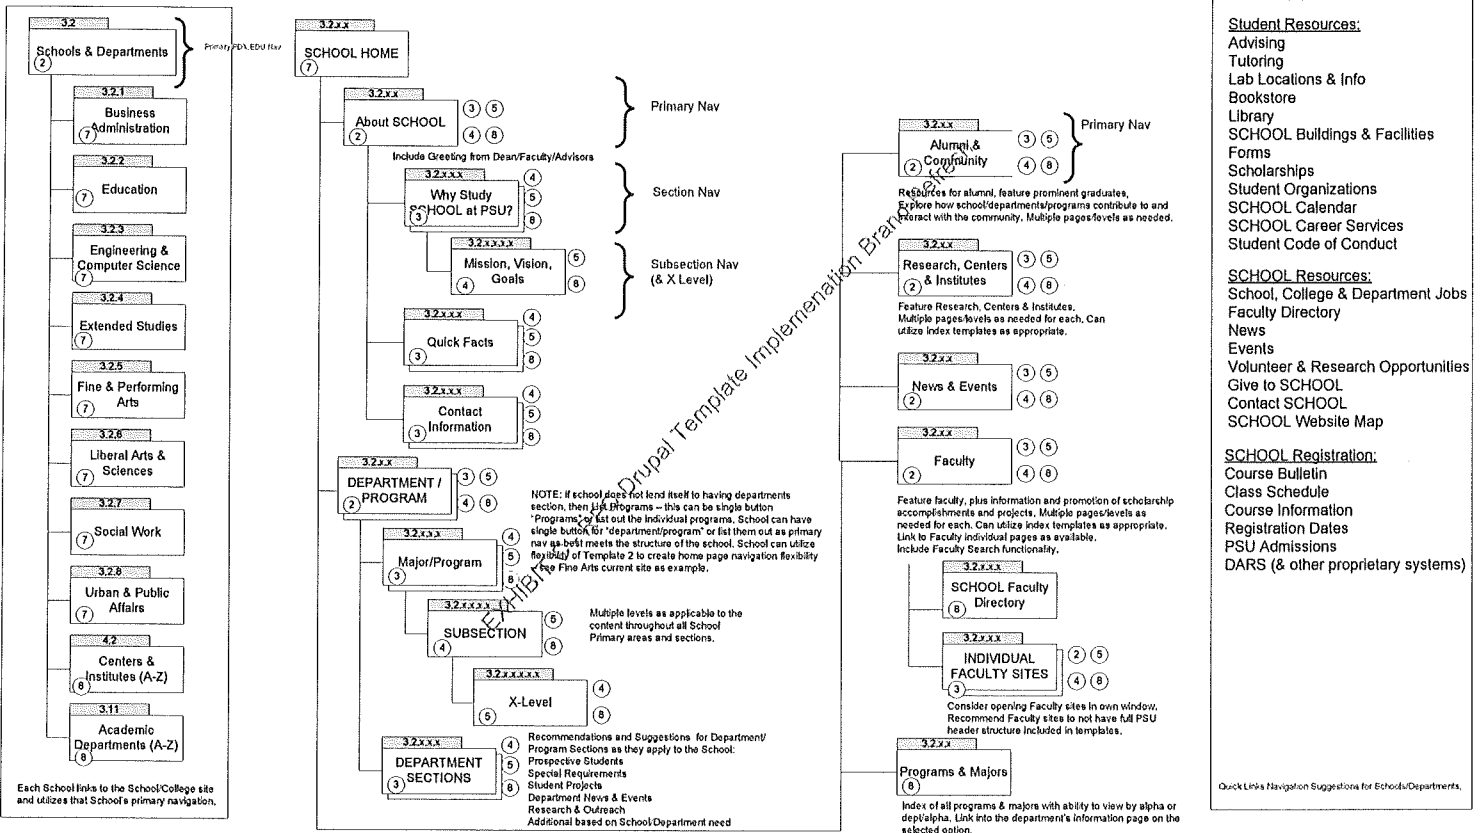 3.2
Schools & Departments
2
Primary PDX.EDU Nav
3.2.1
Business
Administration
7
3.2.2
Education
7
3.2.3
Engineering &
Computer Science
7
3.2.4
Extended Studies
7
3.2.5
Fine & Performing
Arts
7
3.2.6
Liberal Arts &
Sciences
7
3.2.7
Social Work
7
3.2.8
Urban & Public
Affairs
7
4.2
Centers &
Institutes (A-Z)
8
3.11
Academic
Departments (A-Z)
8
Each School links to the School/College site
and utilizes that School's primary navigation.
3.2.x.x
SCHOOL HOME
7
3.2.x.x
About SCHOOL
2
3 5
4 8
Primary Nav
Include Greeting from Dean/Faculty/Advisors
3.2.x.x.x
Why Study
SCHOOL at PSU?
3
4
5
8
Section Nav
3.2.x.x.x.x
Mission, Vision,
Goals
4
5
8
Subsection Nav
(& X Level)
3.2.x.x.x
Quick Facts
3
4
5
8
3.2.x.x.x
Contact
Information
3
4
5
8
3.2.x.x
DEPARTMENT /
PROGRAM
2
3 5
4 8
NOTE: If school does not lend itself to having departments
section, then List Programs – this can be single button
"Programs" or list out the individual programs. School can have
single button for "department/program" or list them out as primary
nav as best meets the structure of the school. School can utilize
flexibility of Template 2 to create home page navigation flexibility
see Fine Arts current site as example.
3.2.x.x.x
Major/Program
3
4
5
8
3.2.x.x.x.x
SUBSECTION
4
5
8
Multiple levels as applicable to the
content throughout all School
Primary areas and sections.
3.2.x.x.x.x.x
X-Level
5
4
8
3.2.x.x.x
DEPARTMENT
SECTIONS
3
4
5
8
Recommendations and Suggestions for Department/
Program Sections as they apply to the School:
Prospective Students
Special Requirements
Student Projects
Department News & Events
Research & Outreach
Additional based on School/Department need
Drupal Template Implemenation Brand Refresh
3.2.x.x
Alumni &
Community
2
3 5
4 8
Primary Nav
Resources for alumni, feature prominent graduates.
Explore how school/departments/programs contribute to and
interact with the community. Multiple pages/levels as needed.
3.2.x.x
Research, Centers
& Institutes
2
3 5
4 8
Feature Research, Centers & Institutes.
Multiple pages/levels as needed for each. Can
utilize Index templates as appropriate.
3.2.x.x
News & Events
2
3 5
4 8
3.2.x.x
Faculty
2
3 5
4 8
Feature faculty, plus information and promotion of scholarship
accomplishments and projects. Multiple pages/levels as
needed for each. Can utilize Index templates as appropriate.
Link to Faculty individual pages as available.
Include Faculty Search functionality.
3.2.x.x.x
SCHOOL Faculty
Directory
8
3.2.x.x.x
INDIVIDUAL
FACULTY SITES
3
2 5
4 8
Consider opening Faculty sites in own window.
Recommend Faculty sites to not have full PSU
header structure included in templates.
3.2.x.x
Programs & Majors
8
Index of all programs & majors with ability to view by alpha or
dept/alpha. Link into the department's information page on the
selected option.
Student Resources:
Advising
Tutoring
Lab Locations & Info
Bookstore
Library
SCHOOL Buildings & Facilities
Forms
Scholarships
Student Organizations
SCHOOL Calendar
SCHOOL Career Services
Student Code of Conduct
SCHOOL Resources:
School, College & Department Jobs
Faculty Directory
News
Events
Volunteer & Research Opportunities
Give to SCHOOL
Contact SCHOOL
SCHOOL Website Map
SCHOOL Registration:
Course Bulletin
Class Schedule
Course Information
Registration Dates
PSU Admissions
DARS (& other proprietary systems)
Quick Links Navigation Suggestions for Schools/Departments.